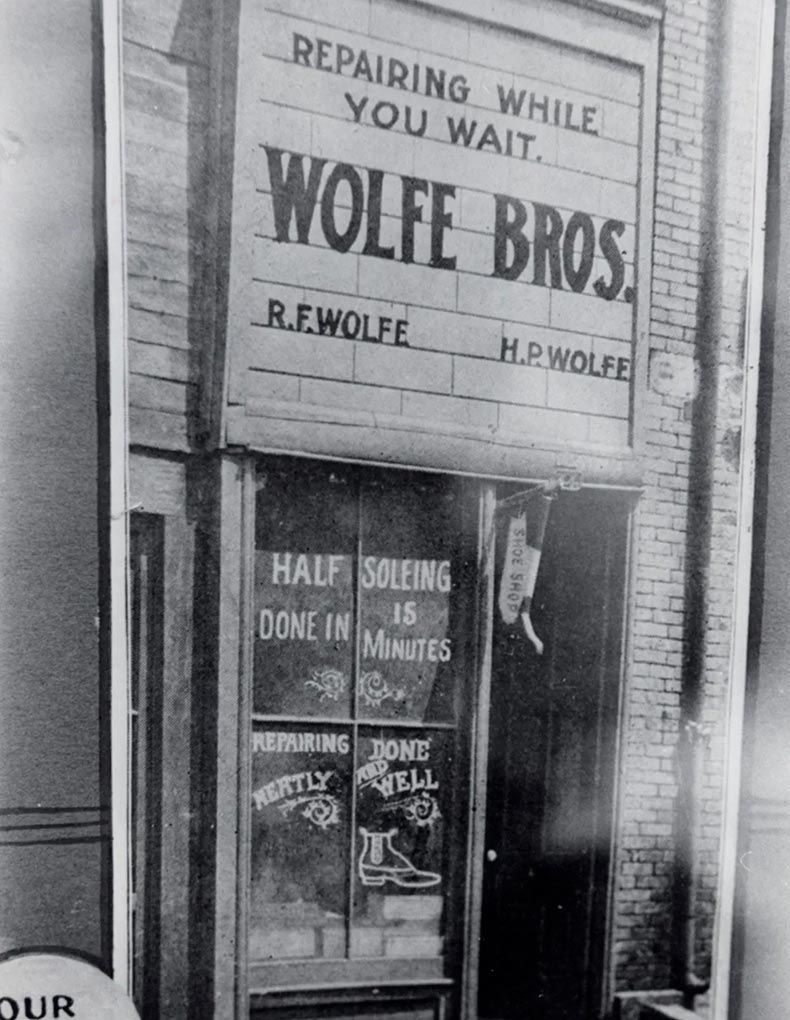 REPAIRING WHILE
YOU WAIT.
WOLFE BROS.
R.F.WOLFE H.P.WOLFE
SHOE SHOP
HALF SOLEING
DONE IN 15
MINUTES
REPAIRING DONE
NEATLY AND WELL
OUR